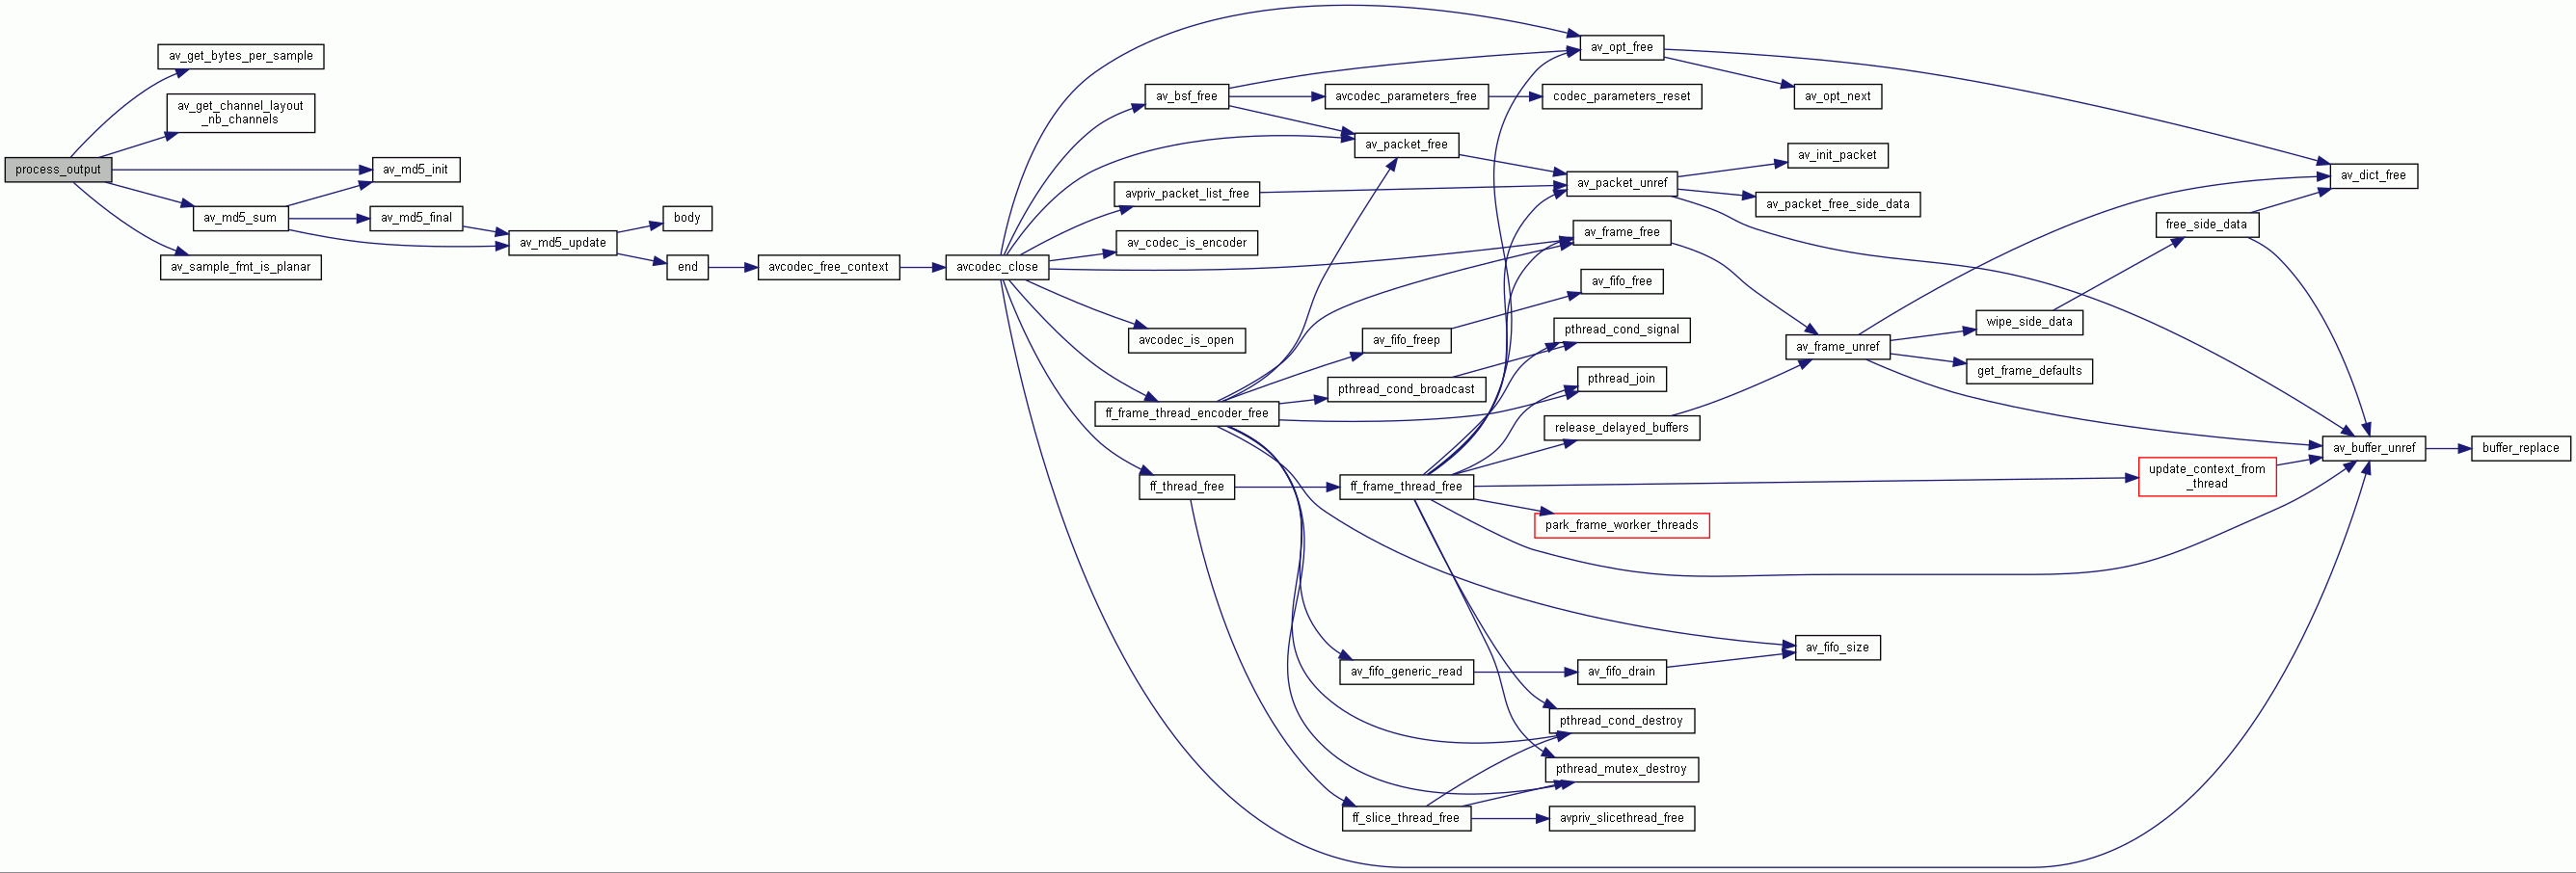 process_output
av_get_bytes_per_sample
av_get_channel_layout
_nb_channels
av_md5_init
av_md5_sum
av_md5_final
av_sample_fmt_is_planar
av_md5_update
body
end
avcodec_free_context
avcodec_close
av_bsf_free
avpriv_packet_list_free
av_codec_is_encoder
avcodec_is_open
ff_frame_thread_encoder_free
ff_thread_free
avcodec_parameters_free
av_packet_free
av_fifo_freep
pthread_cond_broadcast
ff_frame_thread_free
av_fifo_generic_read
ff_slice_thread_free
av_opt_free
codec_parameters_reset
av_packet_unref
av_frame_free
av_fifo_free
pthread_cond_signal
pthread_join
release_delayed_buffers
park_frame_worker_threads
av_fifo_drain
pthread_cond_destroy
pthread_mutex_destroy
avpriv_slicethread_free
av_opt_next
av_init_packet
av_packet_free_side_data
av_frame_unref
av_fifo_size
wipe_side_data
get_frame_defaults
free_side_data
update_context_from
_thread
av_dict_free
av_buffer_unref
buffer_replace